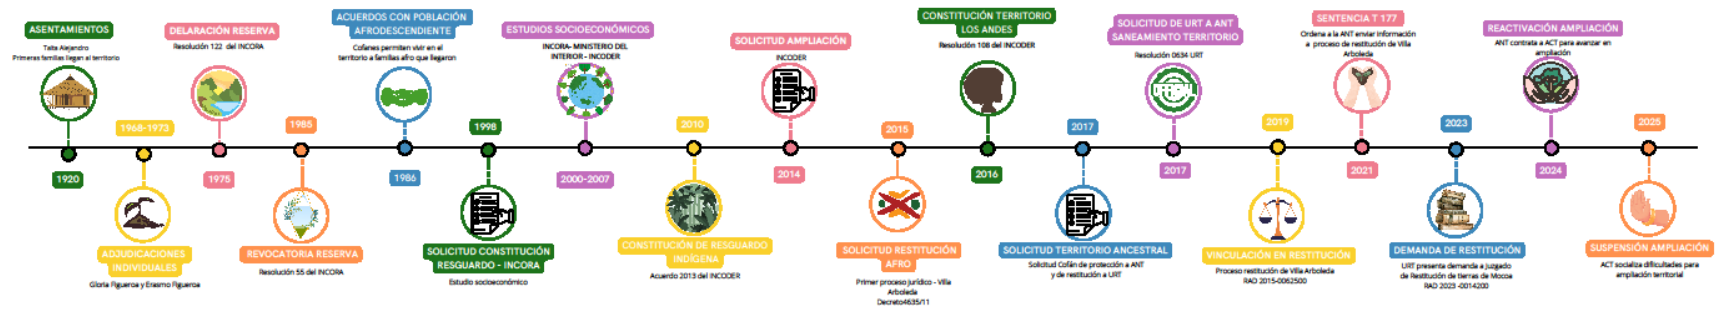 ASENTAMIENTOS
Taita Alejandro
Primeras familias llegan al territorio
1920
1968-1973
ADJUDICACIONES
INDIVIDUALES
Gloria Figueroa y Erasmo Figueroa
DELARACIÓN RESERVA
Resolución 122 del INCORA
1975
1985
REVOCATORIA RESERVA
Resolución 55 del INCORA
ACUERDOS CON POBLACIÓN
AFRODESCENDIENTE
Cofanes permiten vivir en el
territorio a familias afro que llegaron
1986
1998
SOLICITUD CONSTITUCIÓN
RESGUARDO - INCORA
Estudio socioeconómico
ESTUDIOS SOCIOECONÓMICOS
INCORA- MINISTERIO DEL
INTERIOR - INCODER
2000-2007
2010
CONSTITUCIÓN DE RESGUARDO
INDÍGENA
Acuerdo 2013 del INCODER
SOLICITUD AMPLIACIÓN
INCODER
2014
2015
SOLICITUD RESTITUCIÓN
AFRO
Primer proceso jurídico - Villa
Arboleda
Decreto4635/11
CONSTITUCIÓN TERRITORIO
LOS ANDES
Resolución 108 del INCODER
2016
2017
SOLICITUD TERRITORIO ANCESTRAL
Solicitud Cofán de protección a ANT
y de restitución a URT
SOLICITUD DE URT A ANT
SANEAMIENTO TERRITORIO
Resolución 0634 URT
2017
2019
VINCULACIÓN EN RESTITUCIÓN
Proceso restitución de Villa Arboleda
RAD 2015-0062500
SENTENCIA T 177
Ordena a la ANT enviar información
a proceso de restitución de Villa
Arboleda
2021
2023
DEMANDA DE RESTITUCIÓN
URT presenta demanda a juzgado
de Restitución de tierras de Mocoa
RAD 2023 -0014200
REACTIVACIÓN AMPLIACIÓN
ANT contrata a ACT para avanzar en
ampliación
2024
2025
SUSPENSIÓN AMPLIACIÓN
ACT socializa dificultades para
ampliación territorial